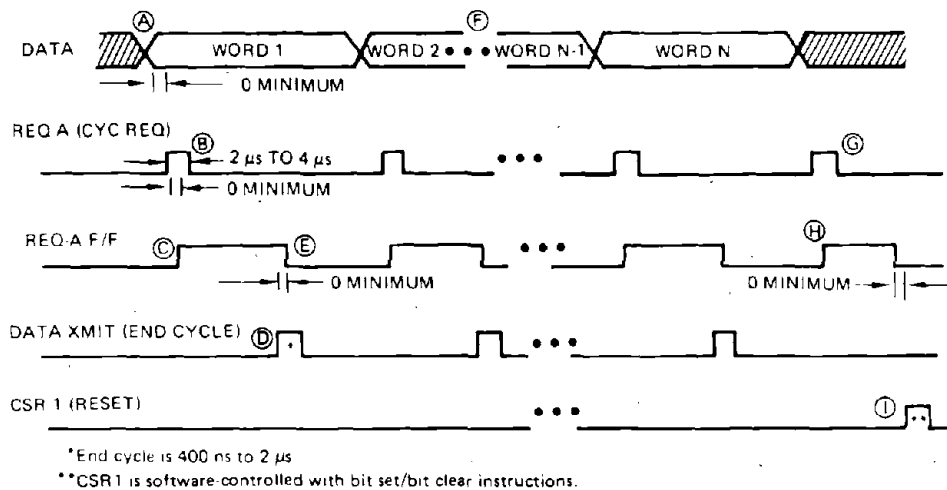 Ⓐ Ⓕ
DATA WORD 1 WORD 2 • • • WORD N-1 WORD N
0 MINIMUM
REQ A (CYC REQ)
Ⓑ 2 µs TO 4 µs • • • Ⓖ
0 MINIMUM
REQ-A F/F Ⓒ Ⓔ • • • Ⓗ
0 MINIMUM 0 MINIMUM
DATA XMIT (END CYCLE)
Ⓓ * • • •
CSR 1 (RESET) • • • Ⓘ **
*End cycle is 400 ns to 2 µs
**CSR1 is software-controlled with bit set/bit clear instructions.